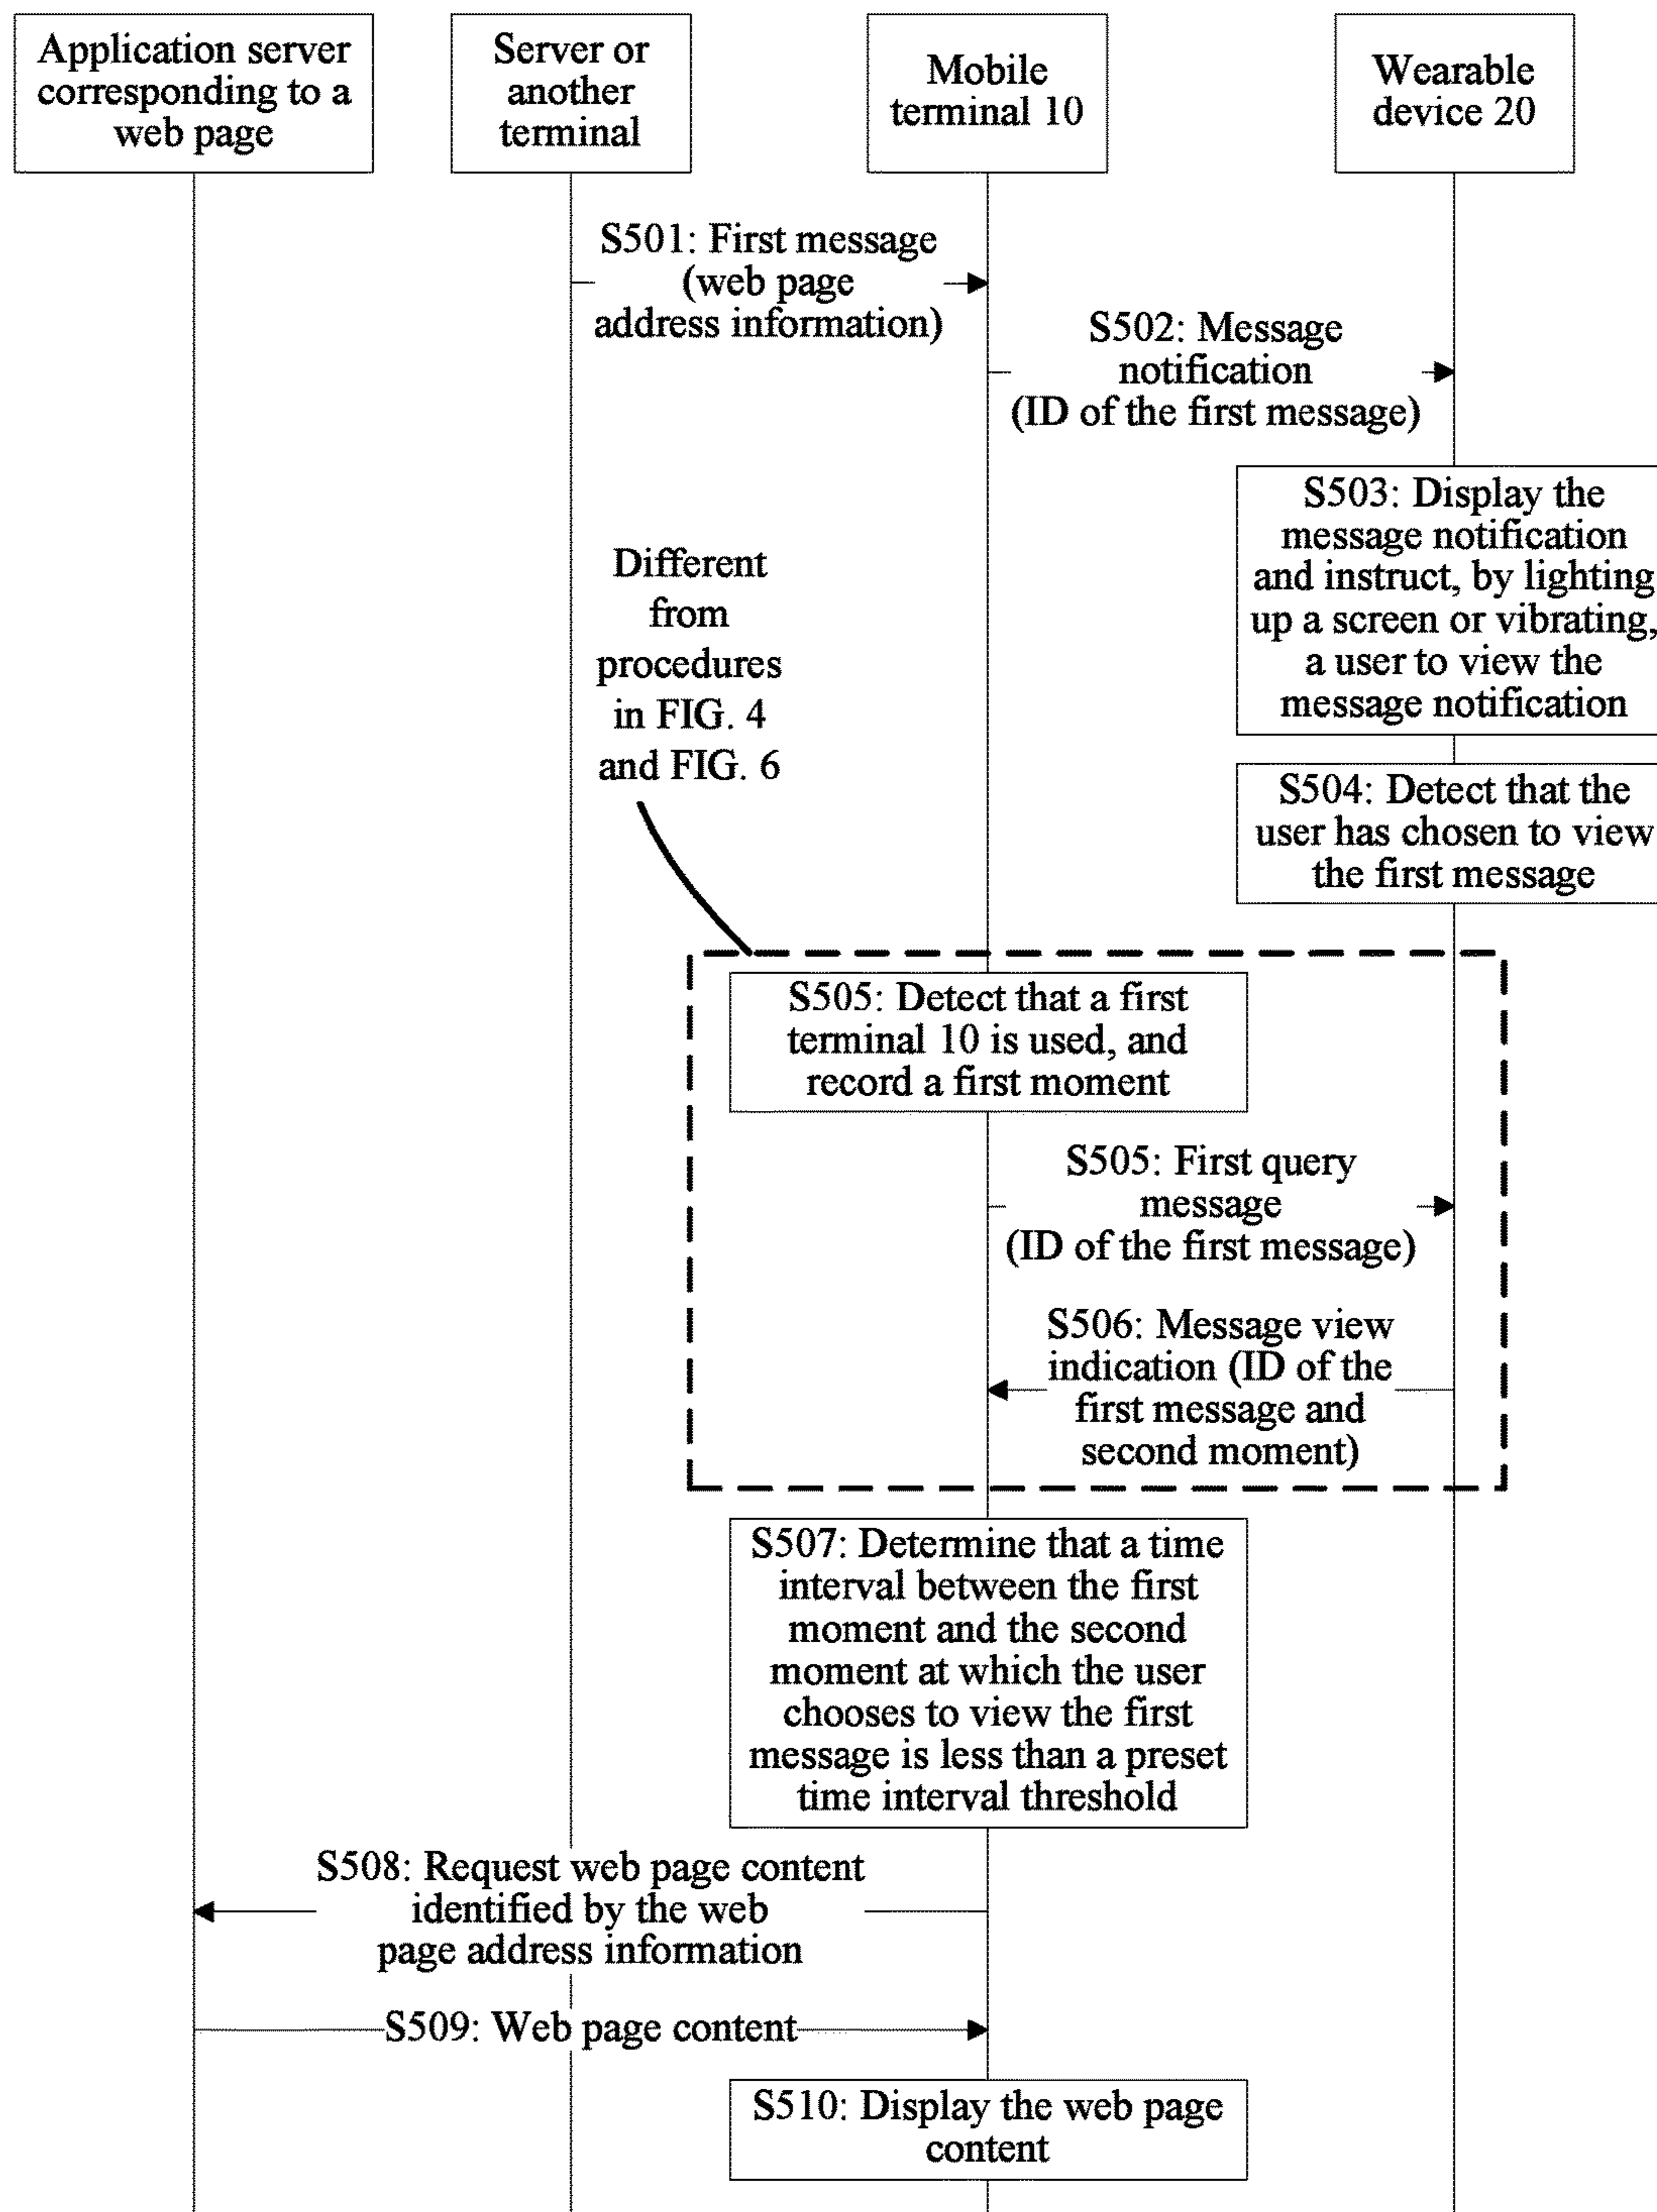 Application server
corresponding to a
web page
Server or
another
terminal
Mobile
terminal 10
Wearable
device 20
S501: First message
(web page
address information)
S502: Message
notification
(ID of the first message)
S503: Display the
message notification
and instruct, by lighting
up a screen or vibrating,
a user to view the
message notification
Different
from
procedures
in FIG. 4
and FIG. 6
S504: Detect that the
user has chosen to view
the first message
S505: Detect that a first
terminal 10 is used, and
record a first moment
S505: First query
message
(ID of the first message)
S506: Message view
indication (ID of the
first message and
second moment)
S507: Determine that a time
interval between the first
moment and the second
moment at which the user
chooses to view the first
message is less than a preset
time interval threshold
S508: Request web page content
identified by the web
page address information
S509: Web page content
S510: Display the web page
content